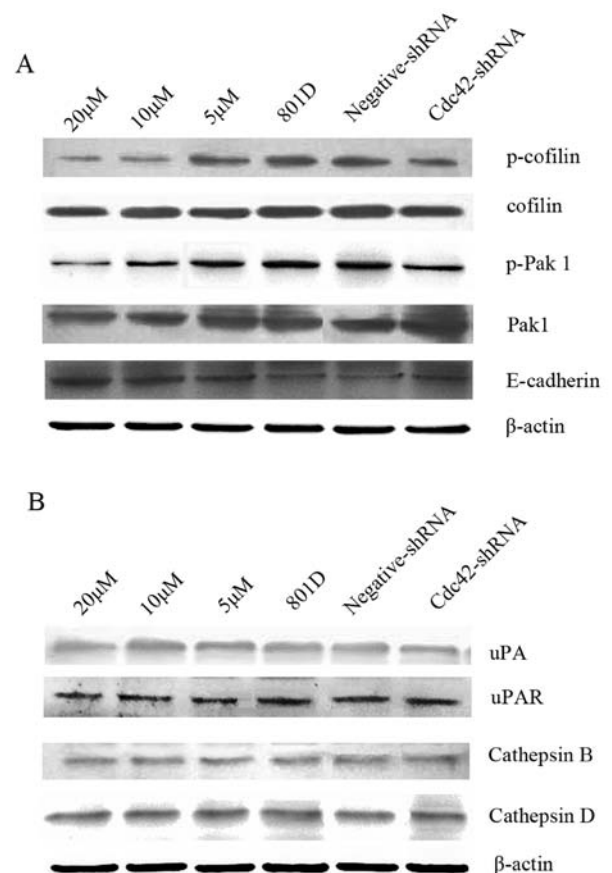 A
20μM 10μM 5μM 801D Negative-shRNA Cdc42-shRNA
p-cofilin
cofilin
p-Pak 1
Pak1
E-cadherin
β-actin
B
20μM 10μM 5μM 801D Negative-shRNA Cdc42-shRNA
uPA
uPAR
Cathepsin B
Cathepsin D
β-actin